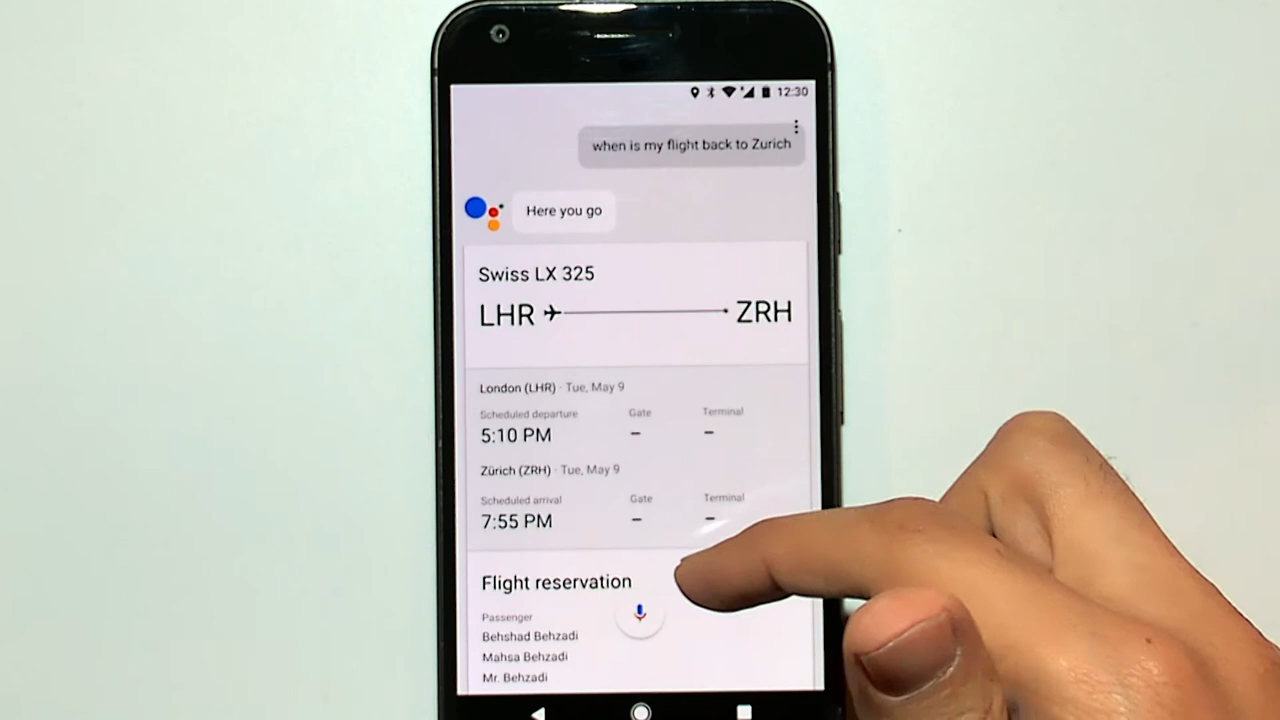 12:30
when is my flight back to Zurich
Here you go
Swiss LX 325
LHR ZRH
London (LHR) · Tue, May 9
Scheduled departure Gate Terminal
5:10 PM – –
Zürich (ZRH) · Tue, May 9
Scheduled arrival Gate Terminal
7:55 PM – –
Flight reservation
Passenger
Behshad Behzadi
Mahsa Behzadi
Mr. Behzadi